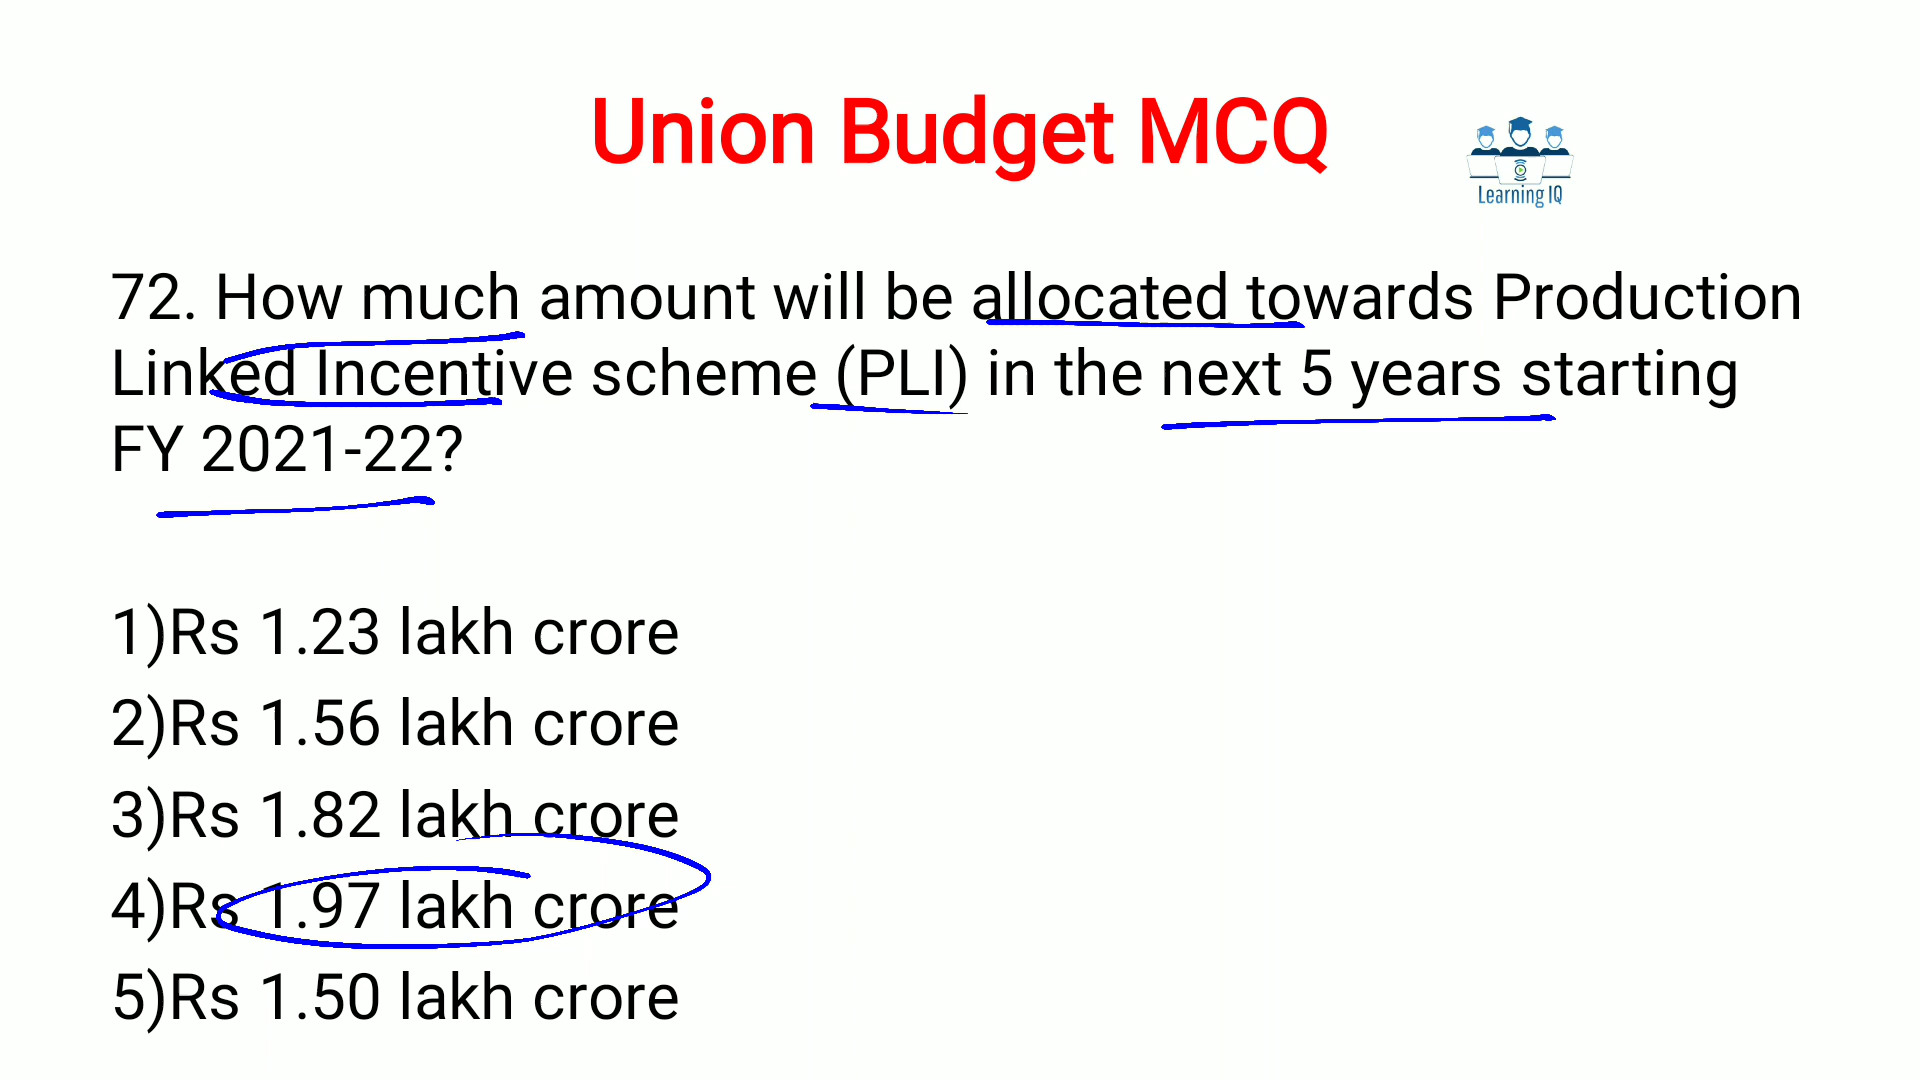 Union Budget MCQ
Learning IQ
72. How much amount will be allocated towards Production
Linked Incentive scheme (PLI) in the next 5 years starting
FY 2021-22?
1)Rs 1.23 lakh crore
2)Rs 1.56 lakh crore
3)Rs 1.82 lakh crore
4)Rs 1.97 lakh crore
5)Rs 1.50 lakh crore